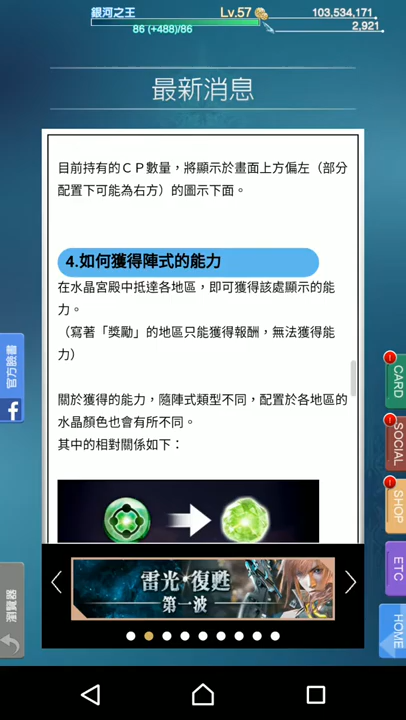 銀河之王
Lv.57
103,534,171
86 (+488)/86
2,921
最新消息
目前持有的ＣＰ數量，將顯示於畫面上方偏左（部分
配置下可能為右方）的圖示下面。
4.如何獲得陣式的能力
在水晶宮殿中抵達各地區，即可獲得該處顯示的能
力。
（寫著「獎勵」的地區只能獲得報酬，無法獲得能
力）
關於獲得的能力，隨陣式類型不同，配置於各地區的
水晶顏色也會有所不同。
其中的相對關係如下：
官方臉書
瀏覽器
CARD
SOCIAL
SHOP
ETC
HOME
雷光・復甦
第一波